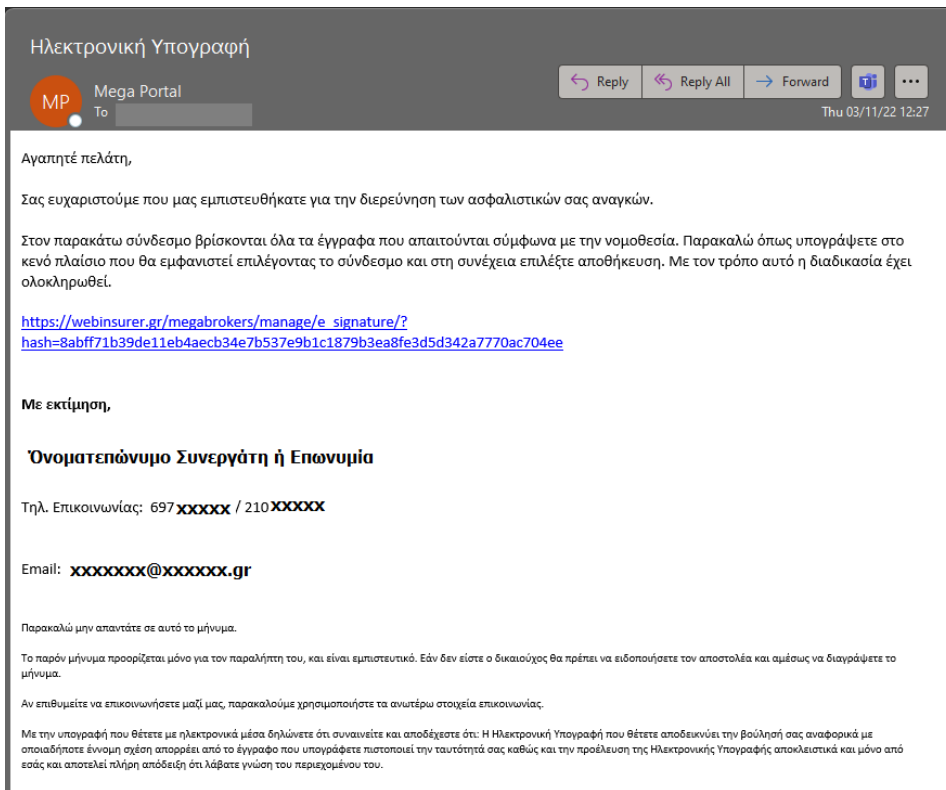 Ηλεκτρονική Υπογραφή
MP
Mega Portal
To
Reply
Reply All
Forward
Thu 03/11/22 12:27
Αγαπητέ πελάτη,
Σας ευχαριστούμε που μας εμπιστευθήκατε για την διερεύνηση των ασφαλιστικών σας αναγκών.
Στον παρακάτω σύνδεσμο βρίσκονται όλα τα έγγραφα που απαιτούνται σύμφωνα με την νομοθεσία. Παρακαλώ όπως υπογράψετε στο
κενό πλαίσιο που θα εμφανιστεί επιλέγοντας το σύνδεσμο και στη συνέχεια επιλέξτε αποθήκευση. Με τον τρόπο αυτό η διαδικασία έχει
ολοκληρωθεί.
https://webinsurer.gr/megabrokers/manage/e_signature/?
hash=8abff71b39de11eb4aecb34e7b537e9b1c1879b3ea8fe3d5d342a7770ac704ee
Με εκτίμηση,
Όνοματεπώνυμο Συνεργάτη ή Επωνυμία
Τηλ. Επικοινωνίας: 697 xxxxx / 210 xxxxx
Email: xxxxxxx@xxxxxx.gr
Παρακαλώ μην απαντάτε σε αυτό το μήνυμα.
Το παρόν μήνυμα προορίζεται μόνο για τον παραλήπτη του, και είναι εμπιστευτικό. Εάν δεν είστε ο δικαιούχος θα πρέπει να ειδοποιήσετε τον αποστολέα και αμέσως να διαγράψετε το
μήνυμα.
Αν επιθυμείτε να επικοινωνήσετε μαζί μας, παρακαλούμε χρησιμοποιήστε τα ανωτέρω στοιχεία επικοινωνίας.
Με την υπογραφή που θέτετε με ηλεκτρονικά μέσα δηλώνετε ότι συναινείτε και αποδέχεστε ότι: Η Ηλεκτρονική Υπογραφή που θέτετε αποδεικνύει την βούλησή σας αναφορικά με
οποιαδήποτε έννομη σχέση απορρέει από το έγγραφο που υπογράφετε πιστοποιεί την ταυτότητά σας καθώς και την προέλευση της Ηλεκτρονικής Υπογραφής αποκλειστικά και μόνο από
εσάς και αποτελεί πλήρη απόδειξη ότι λάβατε γνώση του περιεχομένου του.